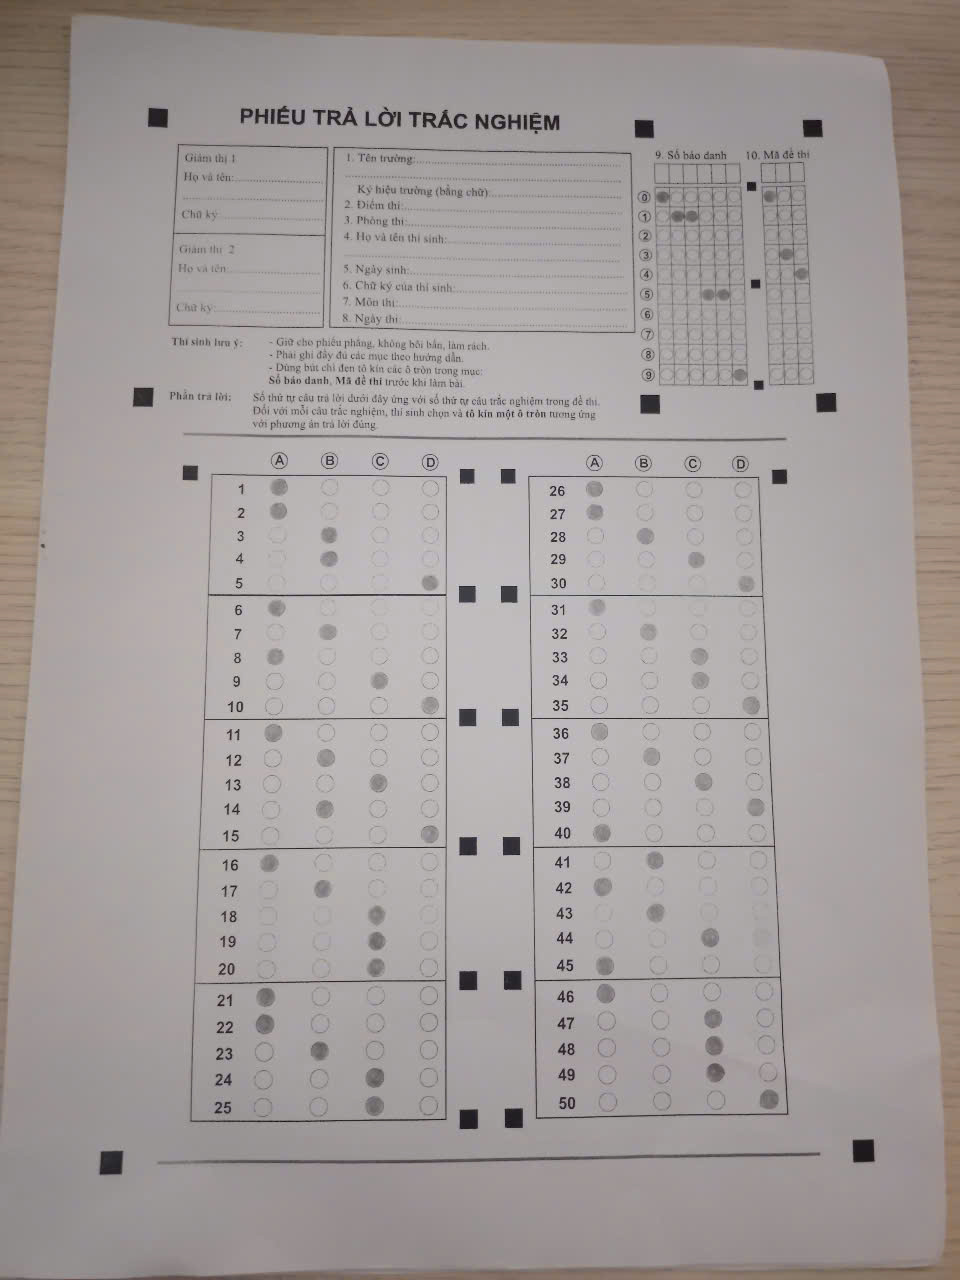 PHIẾU TRẢ LỜI TRẮC NGHIỆM
Giám thị 1
Họ và tên:
Chữ ký:
Giám thị 2
Họ và tên:
Chữ ký:
1. Tên trường:
Ký hiệu trường (bằng chữ):
2. Điểm thi:
3. Phòng thi:
4. Họ và tên thí sinh:
5. Ngày sinh:
6. Chữ ký của thí sinh:
7. Môn thi:
8. Ngày thi:
9. Số báo danh
10. Mã đề thi
0
1
2
3
4
5
6
7
8
9
Thí sinh lưu ý:
- Giữ cho phiếu phẳng, không bôi bẩn, làm rách.
- Phải ghi đầy đủ các mục theo hướng dẫn.
- Dùng bút chì đen tô kín các ô tròn trong mục:
Số báo danh, Mã đề thi trước khi làm bài.
Phần trả lời:
Số thứ tự câu trả lời dưới đây ứng với số thứ tự câu trắc nghiệm trong đề thi.
Đối với mỗi câu trắc nghiệm, thí sinh chọn và tô kín một ô tròn tương ứng
với phương án trả lời đúng.
A B C D
1
2
3
4
5
6
7
8
9
10
11
12
13
14
15
16
17
18
19
20
21
22
23
24
25
A B C D
26
27
28
29
30
31
32
33
34
35
36
37
38
39
40
41
42
43
44
45
46
47
48
49
50